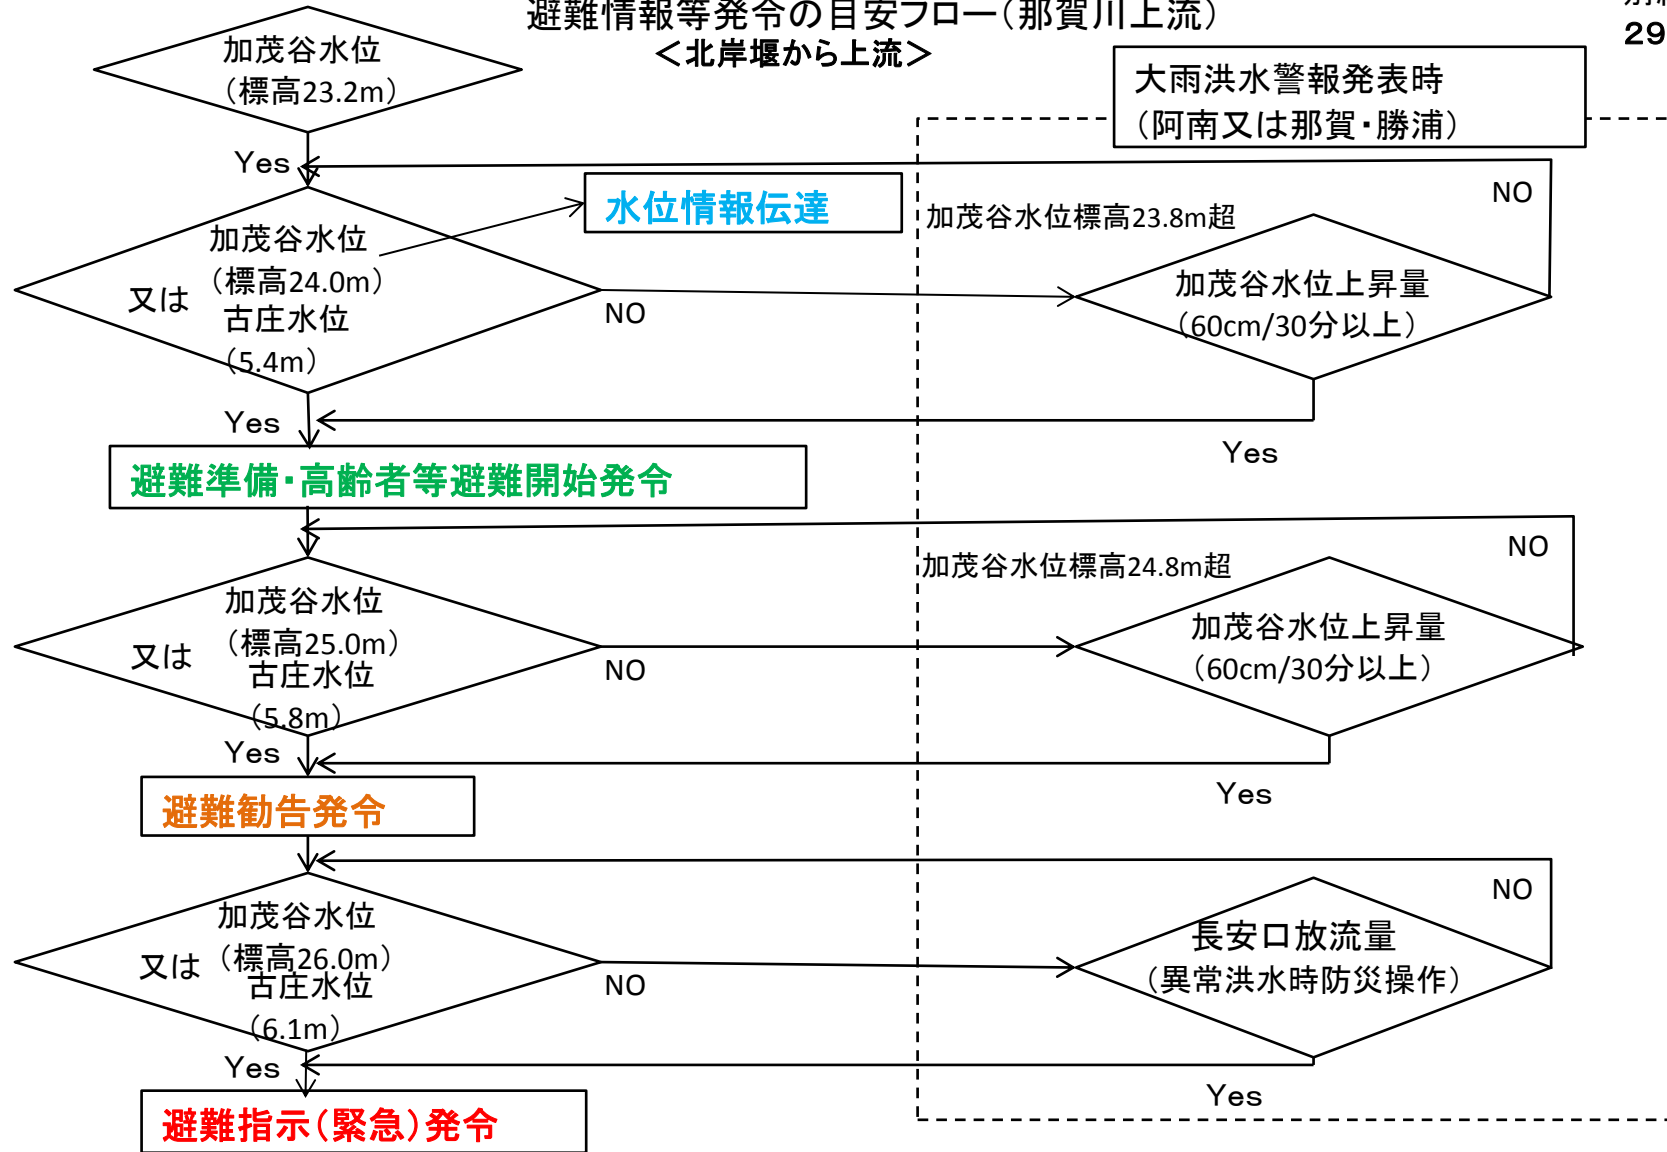 避難情報等発令の目安フロー（那賀川上流）
＜北岸堰から上流＞
29
加茂谷水位
（標高23.2m）
大雨洪水警報発表時
（阿南又は那賀・勝浦）
Yes
水位情報伝達
加茂谷水位標高23.8m超
NO
加茂谷水位
（標高24.0m）
又は
古庄水位
（5.4m）
NO
加茂谷水位上昇量
（60cm/30分以上）
Yes
Yes
避難準備・高齢者等避難開始発令
加茂谷水位標高24.8m超
NO
加茂谷水位
（標高25.0m）
又は
古庄水位
（5.8m）
NO
加茂谷水位上昇量
（60cm/30分以上）
Yes
Yes
避難勧告発令
NO
加茂谷水位
（標高26.0m）
又は
古庄水位
（6.1m）
NO
長安口放流量
（異常洪水時防災操作）
Yes
Yes
避難指示（緊急）発令